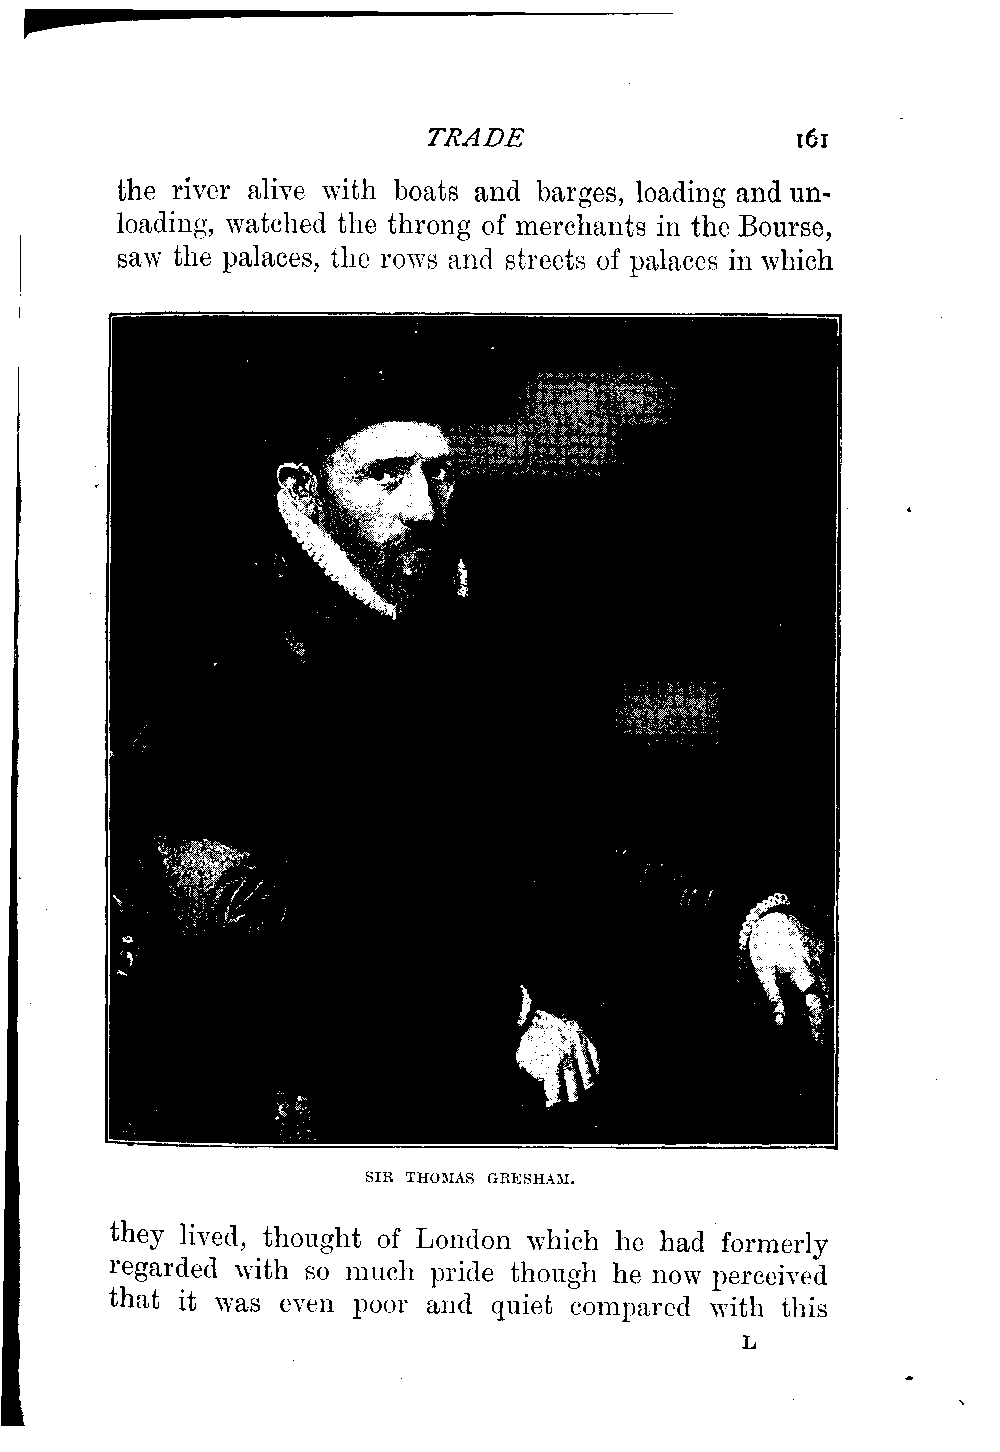 TRADE 161
the river alive with boats and barges, loading and un-
loading, watched the throng of merchants in the Bourse,
saw the palaces, the rows and streets of palaces in which
SIR THOMAS GRESHAM.
they lived, thought of London which he had formerly
regarded with so much pride though he now perceived
that it was even poor and quiet compared with this
L